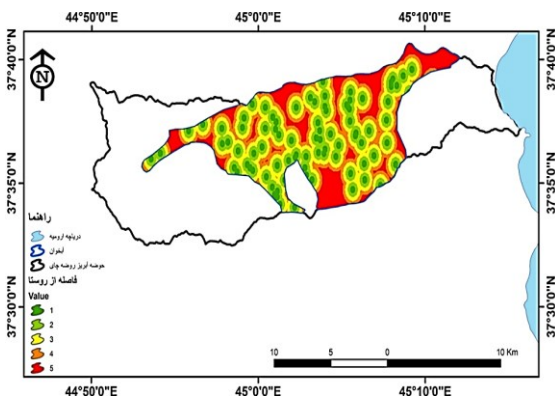 44°50'0"E 45°0'0"E 45°10'0"E
37°40'0"N 37°40'0"N
N
37°35'0"N 37°35'0"N
37°30'0"N 37°30'0"N
راهنما
دریاچه ارومیه
آبخوان
حوضه آبریز روضه چای
فاصله از روستا
Value
1
2
3
4
5
10 5 0 10 Km
44°50'0"E 45°0'0"E 45°10'0"E